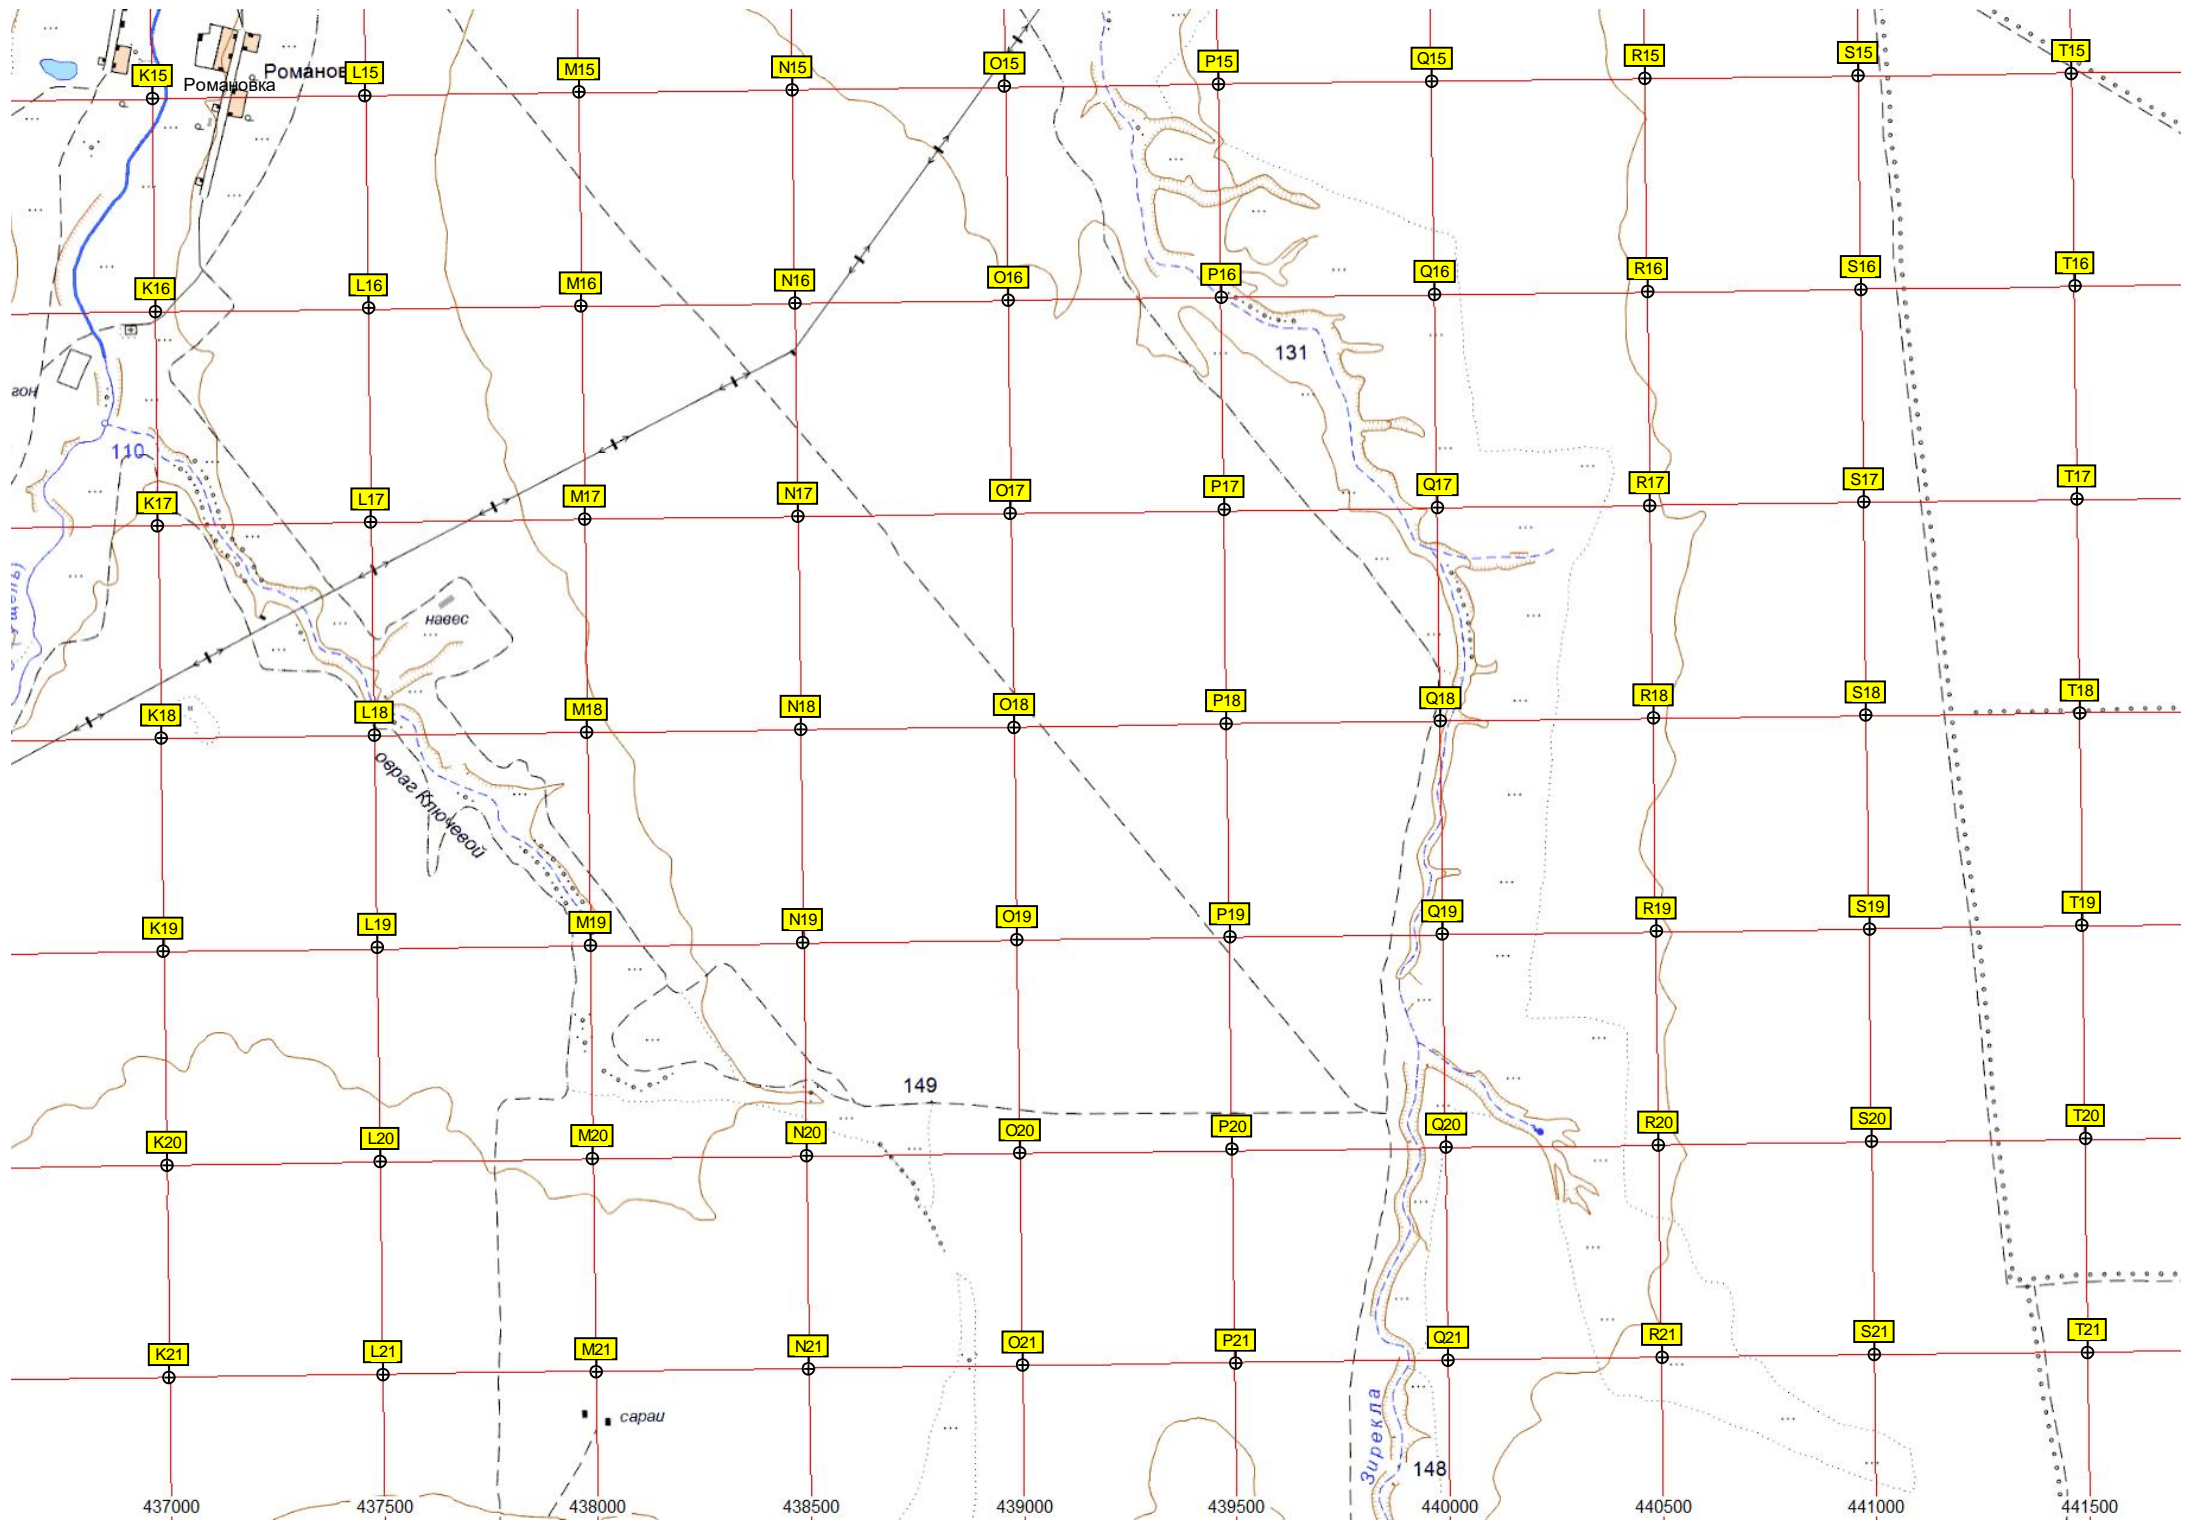 K15 Романовка Романов L15 M15 N15 O15 P15 Q15 R15 S15 T15
K16 L16 M16 N16 O16 P16 Q16 R16 S16 T16
131
гон
110
K17 L17 M17 N17 O17 P17 Q17 R17 S17 T17
навес
K18 L18 M18 N18 O18 P18 Q18 R18 S18 T18
овраг Ключевой
K19 L19 M19 N19 O19 P19 Q19 R19 S19 T19
149
K20 L20 M20 N20 O20 P20 Q20 R20 S20 T20
K21 L21 M21 N21 O21 P21 Q21 R21 S21 T21
сараи
Зирекла
148
437000 437500 438000 438500 439000 439500 440000 440500 441000 441500